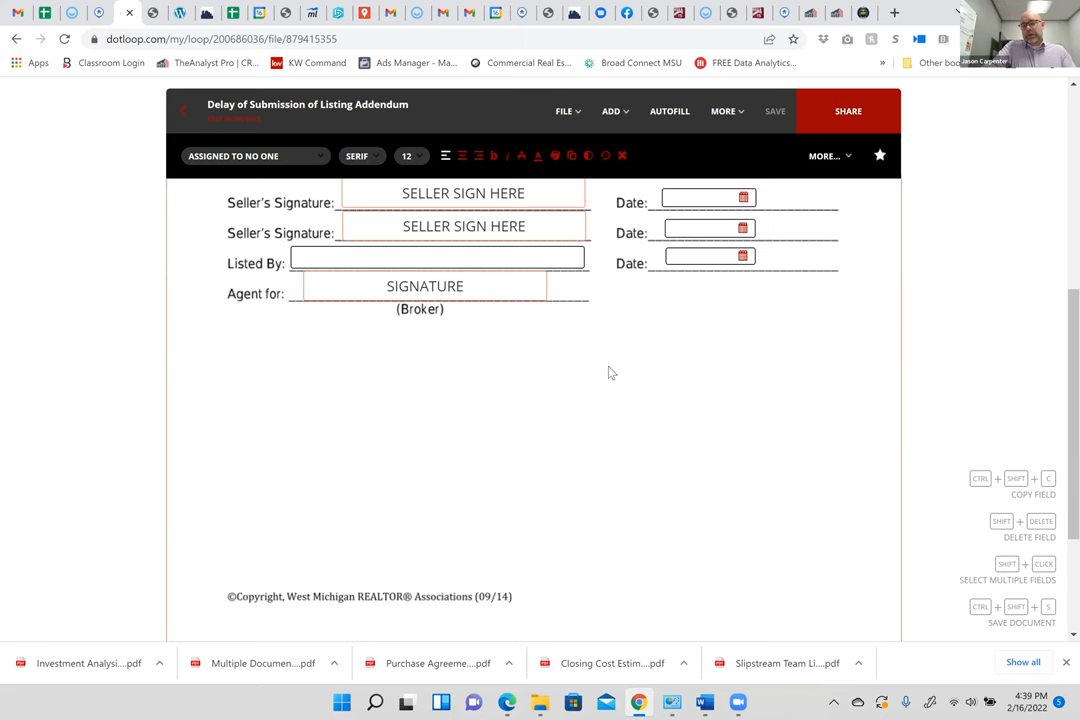 dotloop.com/my/loop/200686036/file/879415355
Jason Carpenter
Apps
Classroom Login
TheAnalyst Pro | CR...
KW Command
Ads Manager - Ma...
Commercial Real Es...
Broad Connect MSU
FREE Data Analytics...
»
Other boo
Delay of Submission of Listing Addendum
FILE
ADD
AUTOFILL
MORE
SAVE
SHARE
ASSIGNED TO NO ONE
SERIF
12
MORE...
Seller's Signature: SELLER SIGN HERE Date:
Seller's Signature: SELLER SIGN HERE Date:
Listed By: Date:
Agent for: SIGNATURE
(Broker)
CTRL + SHIFT + C
COPY FIELD
SHIFT + DELETE
DELETE FIELD
SHIFT + CLICK
SELECT MULTIPLE FIELDS
CTRL + SHIFT + S
SAVE DOCUMENT
©Copyright, West Michigan REALTOR® Associations (09/14)
Investment Analysi....pdf
Multiple Documen....pdf
Purchase Agreeme....pdf
Closing Cost Estim....pdf
Slipstream Team Li....pdf
Show all
4:39 PM
2/16/2022